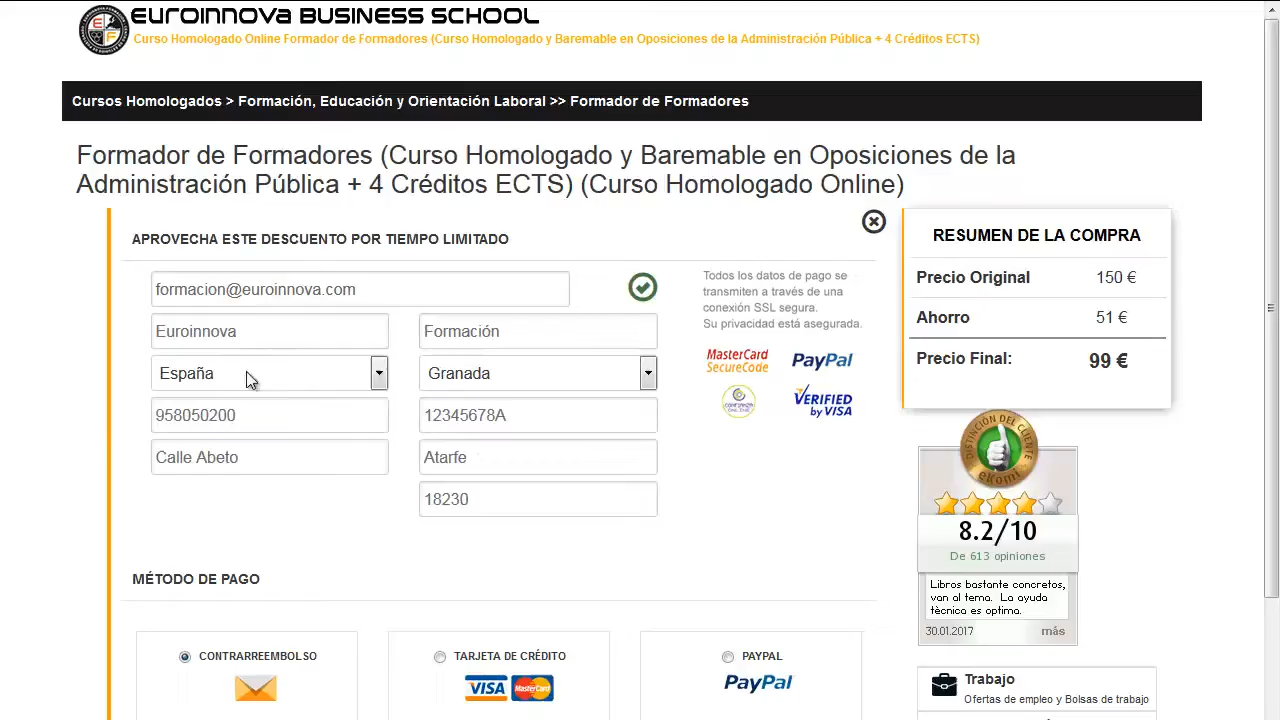 EUROINNOVA BUSINESS SCHOOL
Curso Homologado Online Formador de Formadores (Curso Homologado y Baremable en Oposiciones de la Administración Pública + 4 Créditos ECTS)
Cursos Homologados > Formación, Educación y Orientación Laboral >> Formador de Formadores
Formador de Formadores (Curso Homologado y Baremable en Oposiciones de la
Administración Pública + 4 Créditos ECTS) (Curso Homologado Online)
APROVECHA ESTE DESCUENTO POR TIEMPO LIMITADO
formacion@euroinnova.com
Euroinnova
Formación
España
Granada
958050200
12345678A
Calle Abeto
Atarfe
18230
Todos los datos de pago se
transmiten a través de una
conexión SSL segura.
Su privacidad está asegurada.
MasterCard
SecureCode
PayPal
VERIFIED
by VISA
RESUMEN DE LA COMPRA
Precio Original 150 €
Ahorro 51 €
Precio Final: 99 €
DISTINCIÓN DEL CLIENTE
eKomi
8.2/10
De 613 opiniones
Libros bastante concretos,
van al tema. La ayuda
tècnica es optima.
30.01.2017 más
Trabajo
Ofertas de empleo y Bolsas de trabajo
MÉTODO DE PAGO
CONTRARREEMBOLSO
TARJETA DE CRÉDITO
VISA MasterCard
PAYPAL
PayPal